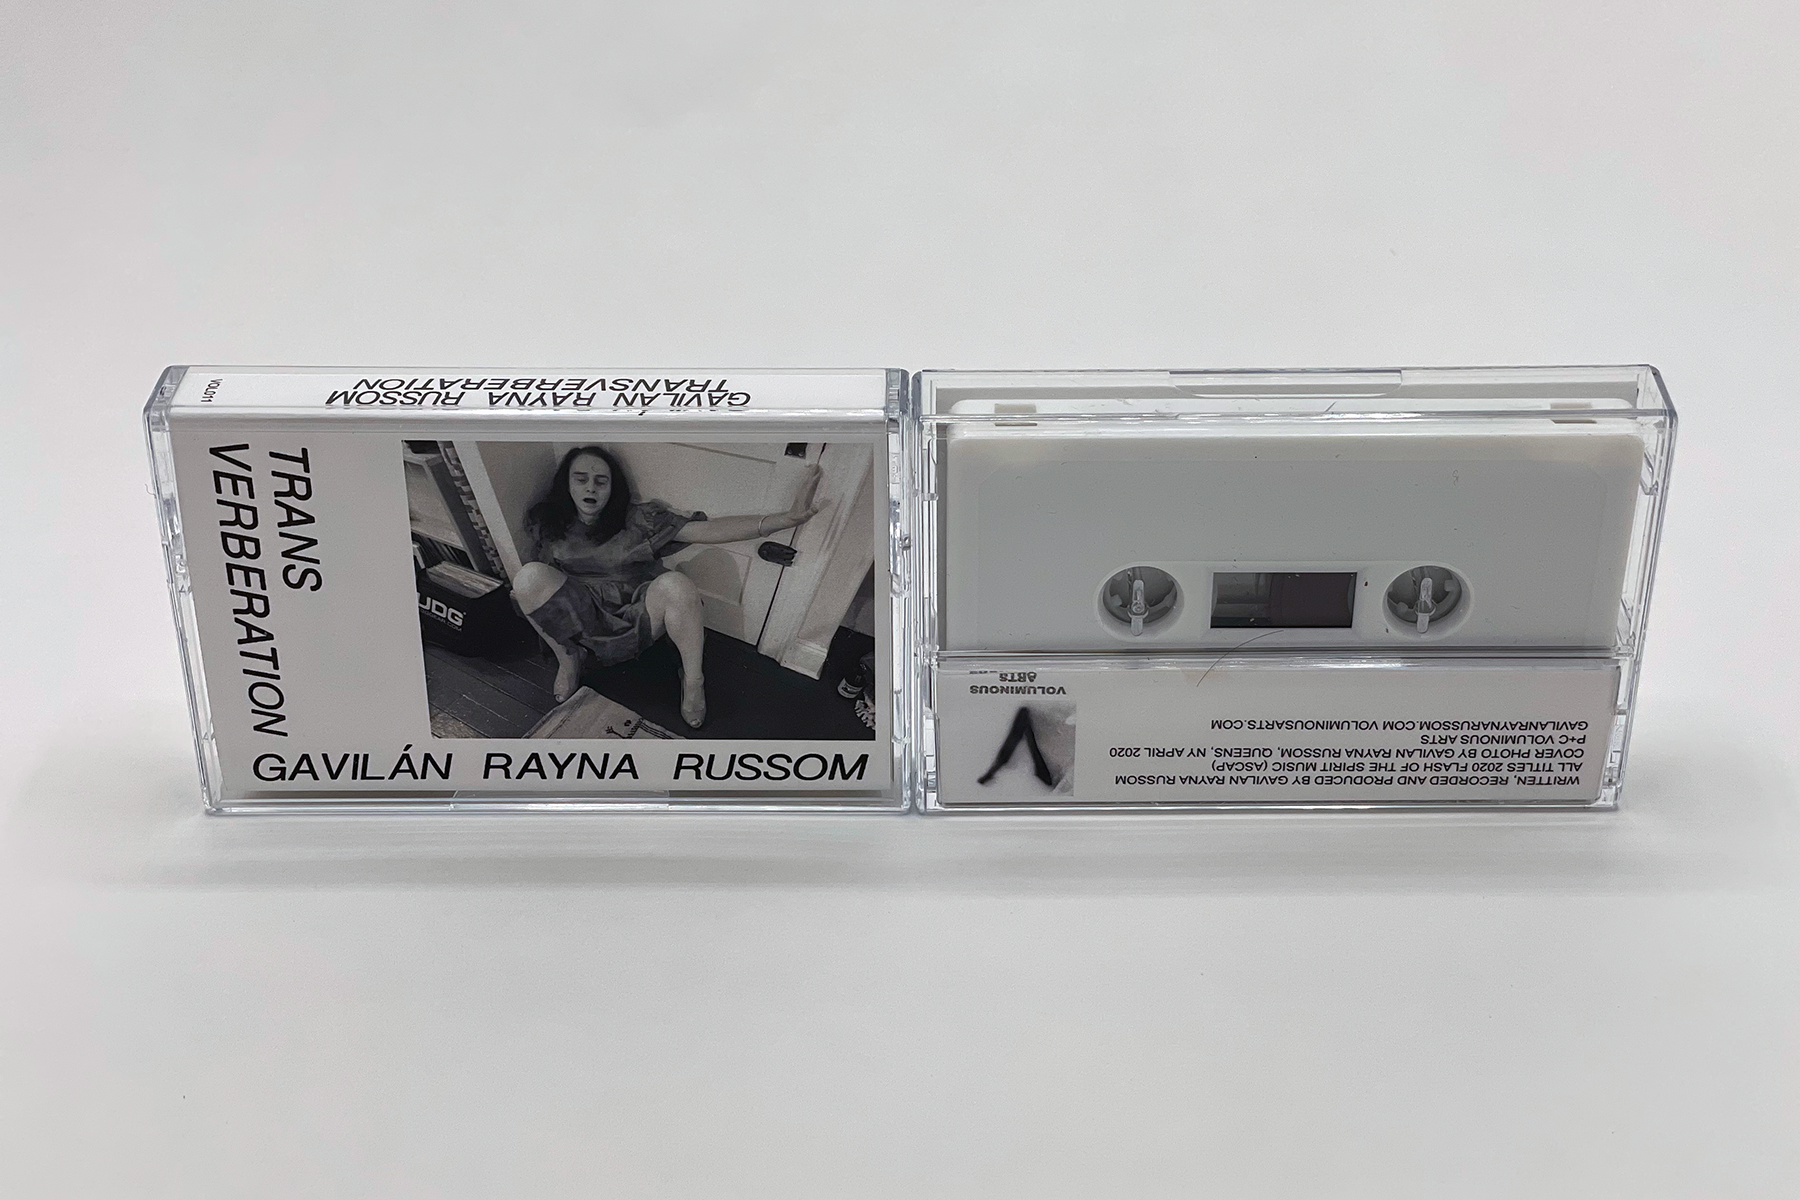 VOL011
GAVILÁN RAYNA RUSSOM
TRANSVERBERATION
TRANS
VERBERATION
UDG
GAVILÁN RAYNA RUSSOM
VOLUMINOUS
ARTS
WRITTEN, RECORDED AND PRODUCED BY GAVILAN RAYNA RUSSOM
ALL TITLES 2020 FLASH OF THE SPIRIT MUSIC (ASCAP)
COVER PHOTO BY GAVILAN RAYNA RUSSOM, QUEENS, NY APRIL 2020
P+C VOLUMINOUS ARTS
GAVILANRAYNARUSSOM.COM VOLUMINOUSARTS.COM